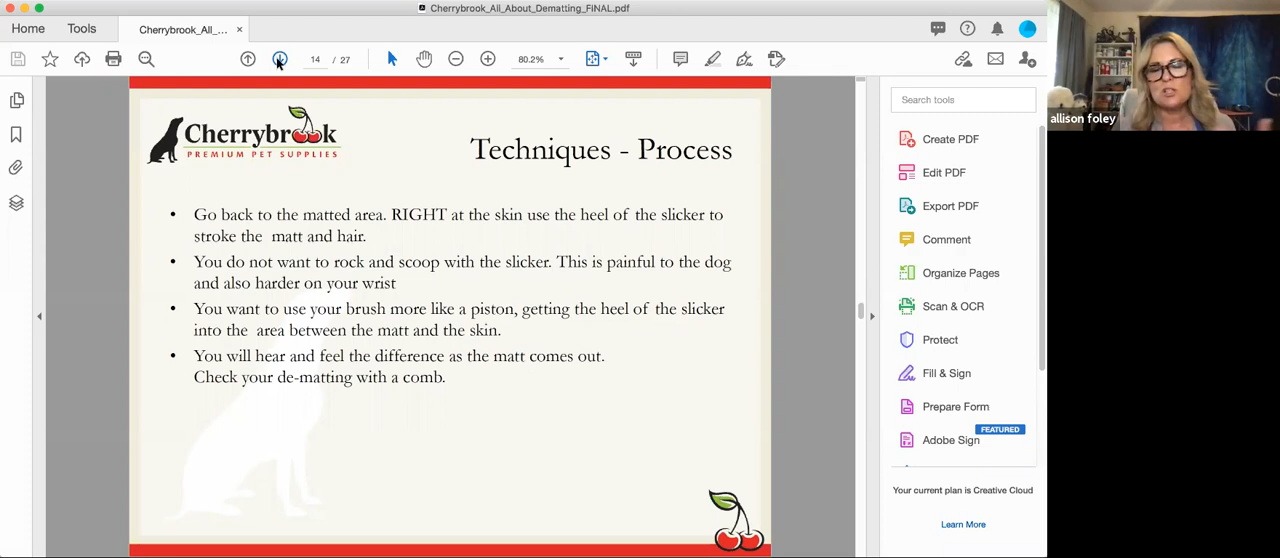 Cherrybrook_All_About_Dematting_FINAL.pdf
Home
Tools
Cherrybrook_All_...
14 / 27
80.2%
Cherrybrook
PREMIUM PET SUPPLIES
Techniques - Process
• Go back to the matted area. RIGHT at the skin use the heel of the slicker to
stroke the matt and hair.
• You do not want to rock and scoop with the slicker. This is painful to the dog
and also harder on your wrist
• You want to use your brush more like a piston, getting the heel of the slicker
into the area between the matt and the skin.
• You will hear and feel the difference as the matt comes out.
Check your de-matting with a comb.
Search tools
Create PDF
Edit PDF
Export PDF
Comment
Organize Pages
Scan & OCR
Protect
Fill & Sign
Prepare Form
FEATURED
Adobe Sign
Your current plan is Creative Cloud
Learn More
allison foley